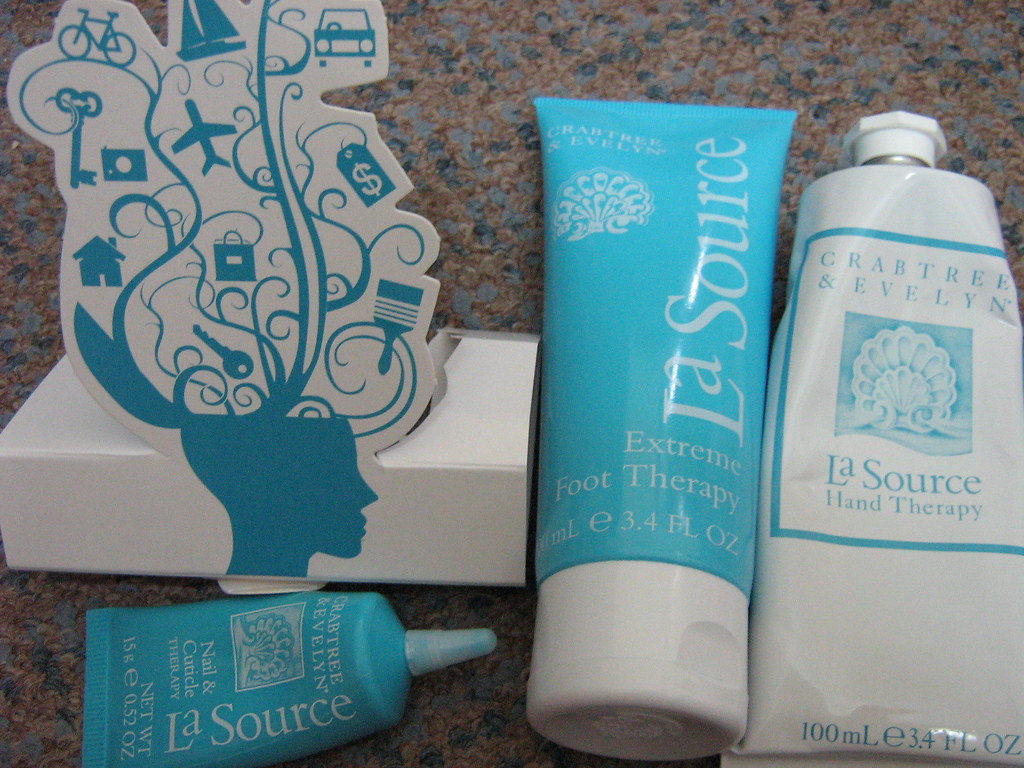 $
CRABTREE
& EVELYN®
La Source
Extreme
Foot Therapy
mL e 3.4 FL OZ
CRABTREE
& EVELYN®
La Source
Hand Therapy
100 mL e 3.4 FL OZ
CRABTREE
& EVELYN®
La Source
Nail &
Cuticle
THERAPY
NET WT
15 g e 0.52 OZ